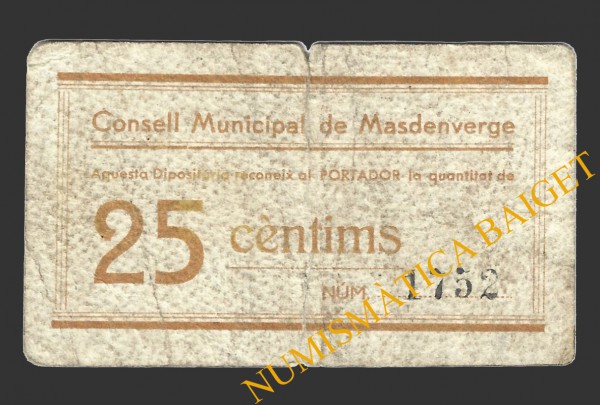 Consell Municipal de Masdenverge
Aquesta Dipositària reconeix al PORTADOR la quantitat de
25 cèntims
NÚM. 1752
NUMISMÀTICA BAIGET